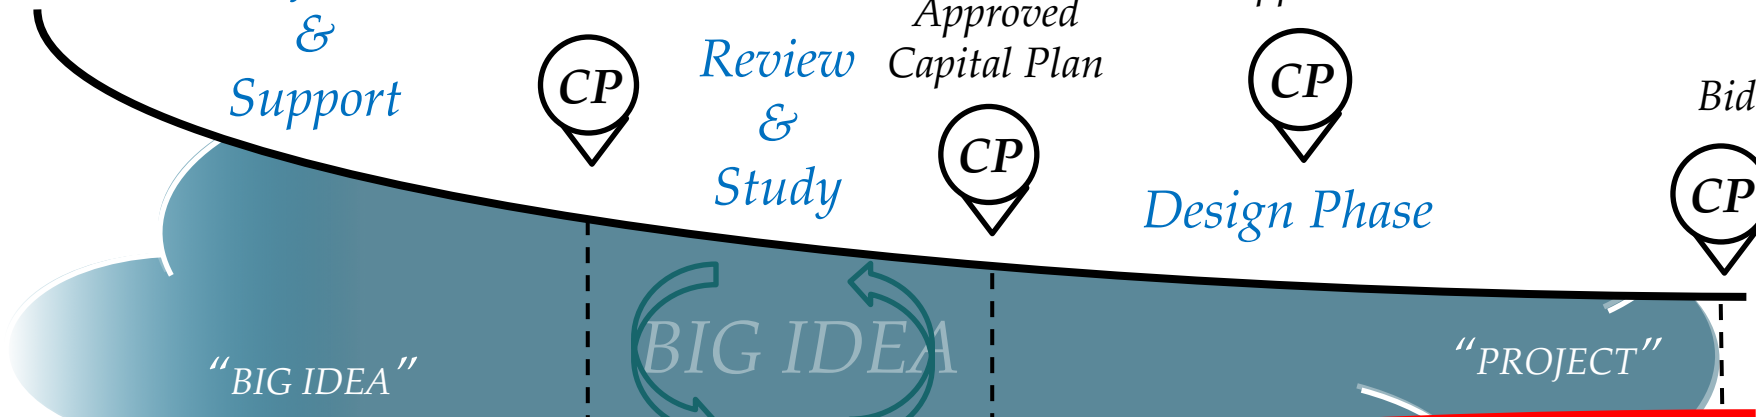 &
Support
CP
Review
&
Study
Approved
Capital Plan
CP
CP
Design Phase
Bid
CP
“BIG IDEA”
BIG IDEA
“PROJECT”